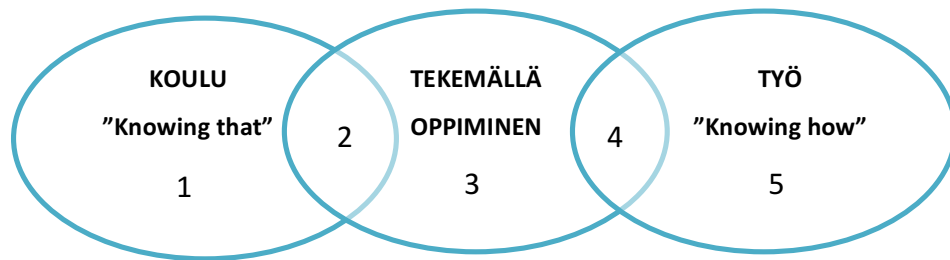 KOULU
”Knowing that”
1
2
TEKEMÄLLÄ
OPPIMINEN
3
4
TYÖ
”Knowing how”
5